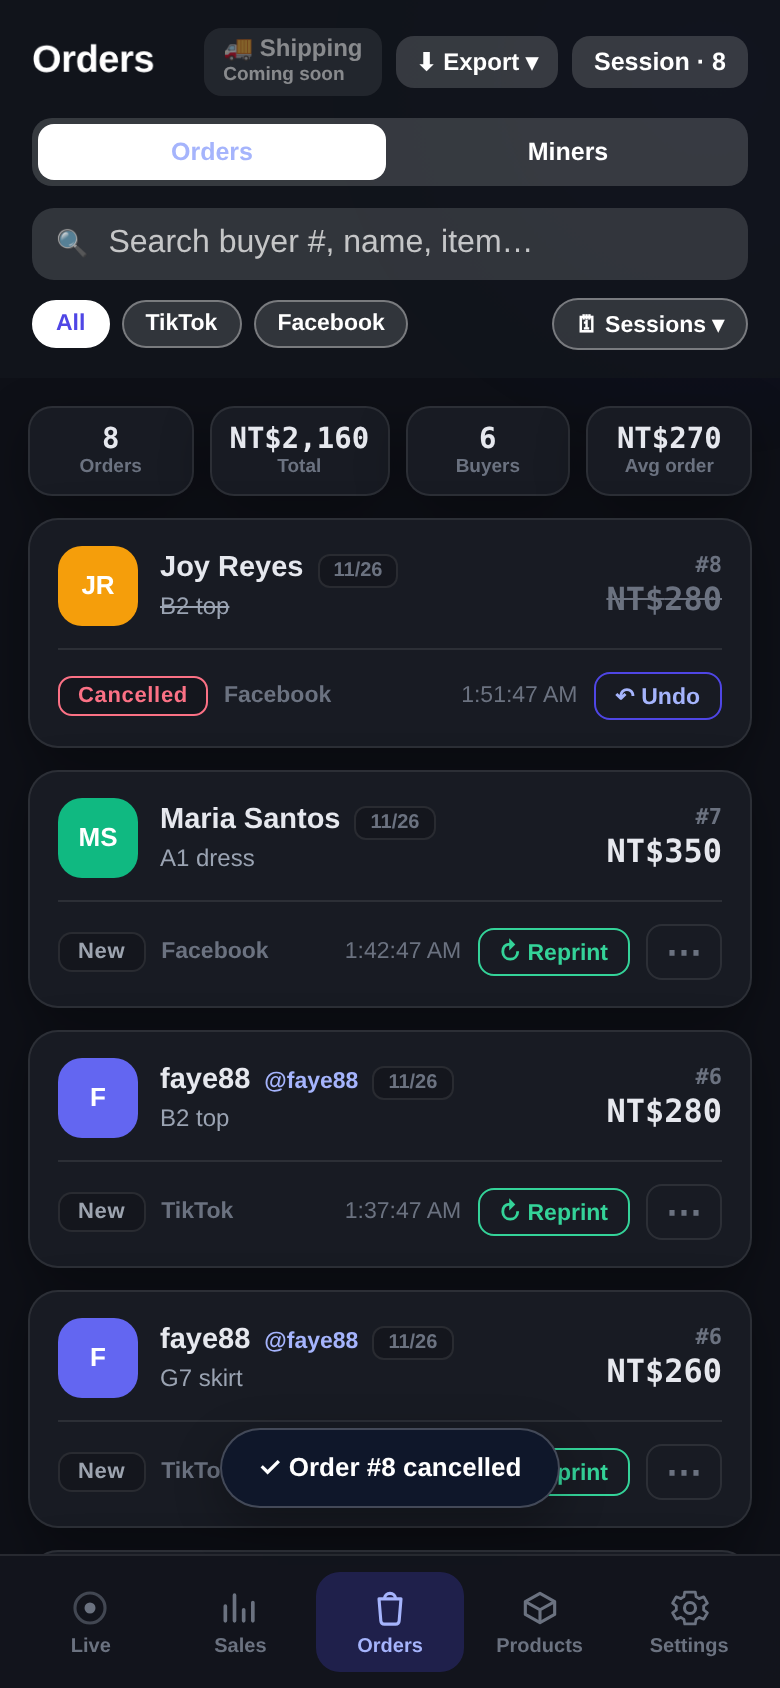 Orders
🚚 Shipping
Coming soon
⬇ Export ▾
Session · 8
Orders
Miners
🔍 Search buyer #, name, item…
All
TikTok
Facebook
🗓 Sessions ▾
8
Orders
NT$2,160
Total
6
Buyers
NT$270
Avg order
JR
Joy Reyes
11/26
#8
B2 top
NT$280
Cancelled
Facebook
1:51:47 AM
↶ Undo
MS
Maria Santos
11/26
#7
A1 dress
NT$350
New
Facebook
1:42:47 AM
↻ Reprint
⋯
F
faye88
@faye88
11/26
#6
B2 top
NT$280
New
TikTok
1:37:47 AM
↻ Reprint
⋯
F
faye88
@faye88
11/26
#6
G7 skirt
NT$260
New
TikTo
✓ Order #8 cancelled
print
⋯
Live
Sales
Orders
Products
Settings